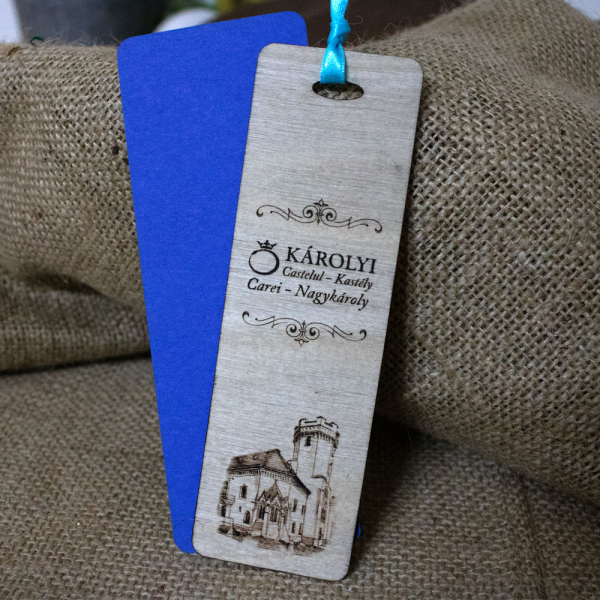 KÁROLYI
Castelul - Kastély
Carei - Nagykároly